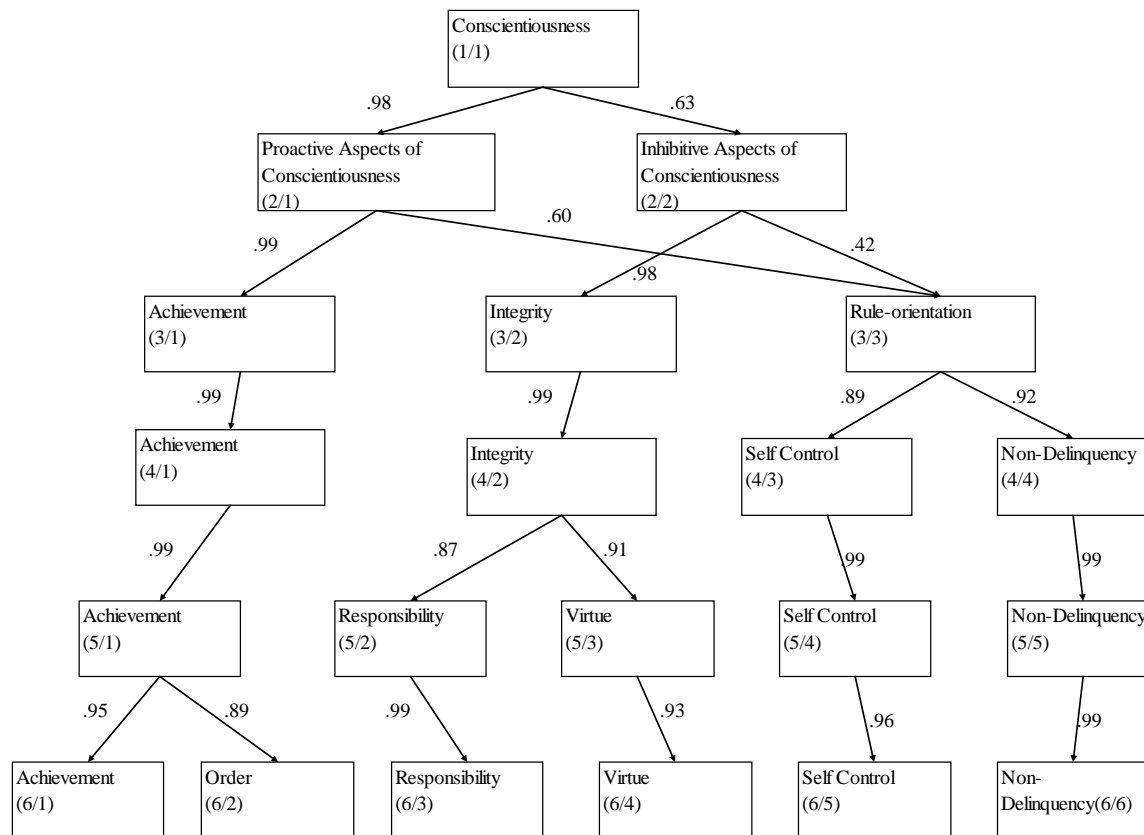 Conscientiousness
(1/1)
.98
.63
Proactive Aspects of
Conscientiousness
(2/1)
Inhibitive Aspects of
Conscientiousness
(2/2)
.60
.99
.42
.98
Achievement
(3/1)
Integrity
(3/2)
Rule-orientation
(3/3)
.99
.99
.89
.92
Achievement
(4/1)
Integrity
(4/2)
Self Control
(4/3)
Non-Delinquency
(4/4)
.99
.87
.91
.99
.99
Achievement
(5/1)
Responsibility
(5/2)
Virtue
(5/3)
Self Control
(5/4)
Non-Delinquency
(5/5)
.95
.89
.99
.93
.96
.99
Achievement
(6/1)
Order
(6/2)
Responsibility
(6/3)
Virtue
(6/4)
Self Control
(6/5)
Non-
Delinquency(6/6)